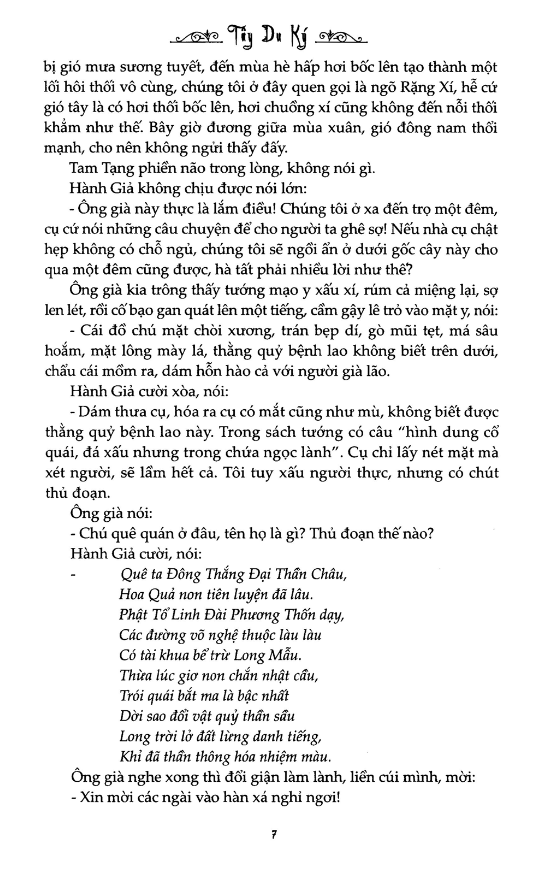 Tây Du Ký
bị gió mưa sương tuyết, đến mùa hè hấp hơi bốc lên tạo thành một
lối hôi thối vô cùng, chúng tôi ở đây quen gọi là ngõ Rặng Xí, hễ cứ
gió tây là có hơi thối bốc lên, hơi chuồng xí cũng không đến nỗi thối
khắm như thế. Bây giờ đương giữa mùa xuân, gió đông nam thổi
mạnh, cho nên không ngửi thấy đấy.
Tam Tạng phiền não trong lòng, không nói gì.
Hành Giả không chịu được nói lớn:
- Ông già này thực là lắm điều! Chúng tôi ở xa đến trọ một đêm,
cụ cứ nói những câu chuyện để cho người ta ghê sợ! Nếu nhà cụ chật
hẹp không có chỗ ngủ, chúng tôi sẽ ngồi ẩn ở dưới gốc cây này cho
qua một đêm cũng được, hà tất phải nhiều lời như thế?
Ông già kia trông thấy tướng mạo y xấu xí, rúm cả miệng lại, sợ
len lét, rồi cố bạo gan quát lên một tiếng, cầm gậy lê trỏ vào mặt y, nói:
- Cái đồ chú mặt chòi xương, trán bẹp dí, gò mũi tẹt, má sâu
hoắm, mặt lông mày lá, thằng quỷ bệnh lao không biết trên dưới,
chẩu cái mồm ra, dám hỗn hào cả với người già lão.
Hành Giả cười xòa, nói:
- Dám thưa cụ, hóa ra cụ có mắt cũng như mù, không biết được
thằng quỷ bệnh lao này. Trong sách tướng có câu “hình dung cổ
quái, đá xấu nhưng trong chứa ngọc lành”. Cụ chỉ lấy nét mặt mà
xét người, sẽ lầm hết cả. Tôi tuy xấu người thực, nhưng có chút
thủ đoạn.
Ông già nói:
- Chú quê quán ở đâu, tên họ là gì? Thủ đoạn thế nào?
Hành Giả cười, nói:
- Quê ta Đông Thắng Đại Thần Châu,
Hoa Quả non tiên luyện đã lâu.
Phật Tổ Linh Đài Phương Thốn dạy,
Các đường võ nghệ thuộc làu làu
Có tài khua bể trừ Long Mẫu.
Thừa lúc giơ non chắn nhật cầu,
Trói quái bắt ma là bậc nhất
Dời sao đổi vật quỷ thần sầu
Long trời lở đất lừng danh tiếng,
Khỉ đã thần thông hóa nhiệm màu.
Ông già nghe xong thì đổi giận làm lành, liền cúi mình, mời:
- Xin mời các ngài vào hàn xá nghỉ ngơi!
7